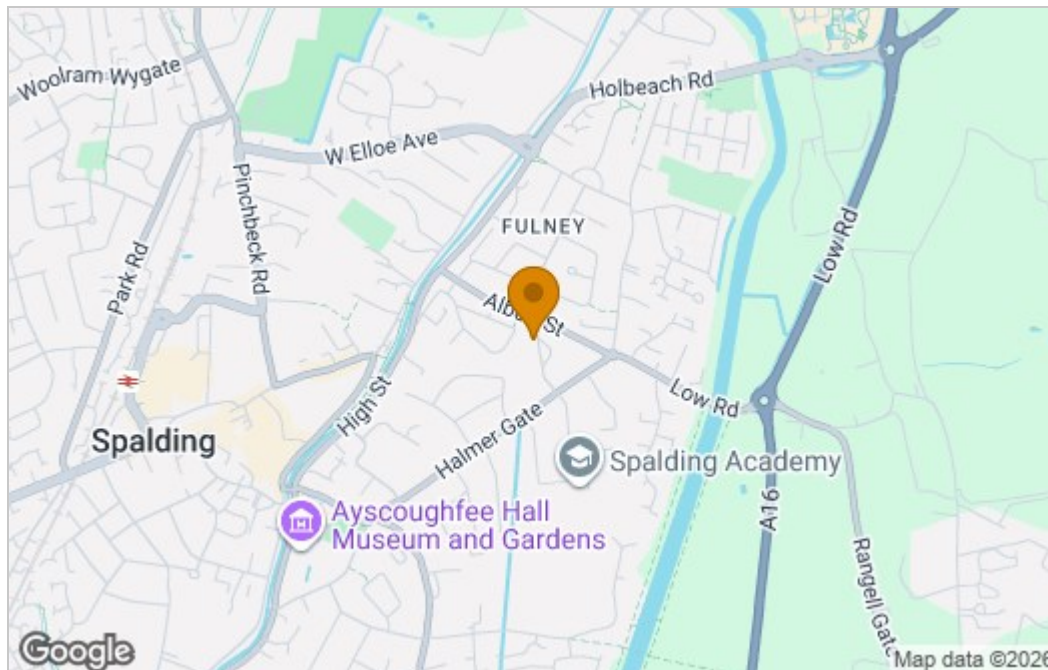 Woolram Wygate
Holbeach Rd
W Elloe Ave
Pinchbeck Rd
Park Rd
FULNEY
Low Rd
High St
Low Rd
Halmer Gate
Spalding
Spalding Academy
A16
Ayscoughfee Hall
Museum and Gardens
Rangell Gate
Google
Map data ©2026